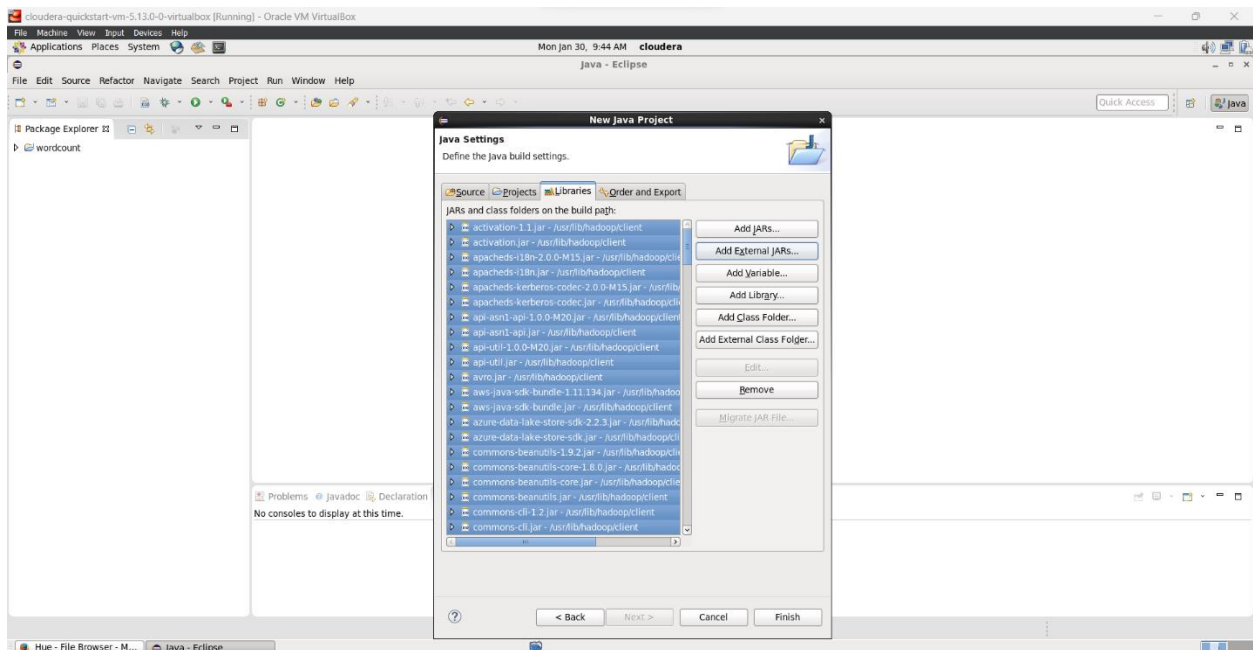 cloudera-quickstart-vm-5.13.0-0-virtualbox [Running] - Oracle VM VirtualBox
File Machine View Input Devices Help
Applications Places System Mon Jan 30, 9:44 AM cloudera
Java - Eclipse
File Edit Source Refactor Navigate Search Project Run Window Help
Quick Access Java
Package Explorer
wordcount
New Java Project
Java Settings
Define the Java build settings.
Source Projects Libraries Order and Export
JARs and class folders on the build path:
activation-1.1.jar - /usr/lib/hadoop/client
activation.jar - /usr/lib/hadoop/client
apacheds-i18n-2.0.0-M15.jar - /usr/lib/hadoop/clie
apacheds-i18n.jar - /usr/lib/hadoop/client
apacheds-kerberos-codec-2.0.0-M15.jar - /usr/lib/
apacheds-kerberos-codec.jar - /usr/lib/hadoop/cli
api-asn1-api-1.0.0-M20.jar - /usr/lib/hadoop/client
api-asn1-api.jar - /usr/lib/hadoop/client
api-util-1.0.0-M20.jar - /usr/lib/hadoop/client
api-util.jar - /usr/lib/hadoop/client
avro.jar - /usr/lib/hadoop/client
aws-java-sdk-bundle-1.11.134.jar - /usr/lib/hadoo
aws-java-sdk-bundle.jar - /usr/lib/hadoop/client
azure-data-lake-store-sdk-2.2.3.jar - /usr/lib/hado
azure-data-lake-store-sdk.jar - /usr/lib/hadoop/cli
commons-beanutils-1.9.2.jar - /usr/lib/hadoop/clie
commons-beanutils-core-1.8.0.jar - /usr/lib/hadoo
commons-beanutils-core.jar - /usr/lib/hadoop/clie
commons-beanutils.jar - /usr/lib/hadoop/client
commons-cli-1.2.jar - /usr/lib/hadoop/client
commons-cli.jar - /usr/lib/hadoop/client
Add JARs...
Add External JARs...
Add Variable...
Add Library...
Add Class Folder...
Add External Class Folder...
Edit...
Remove
Migrate JAR File...
Problems Javadoc Declaration
No consoles to display at this time.
< Back Next > Cancel Finish
Hue - File Browser - M... Java - Eclipse